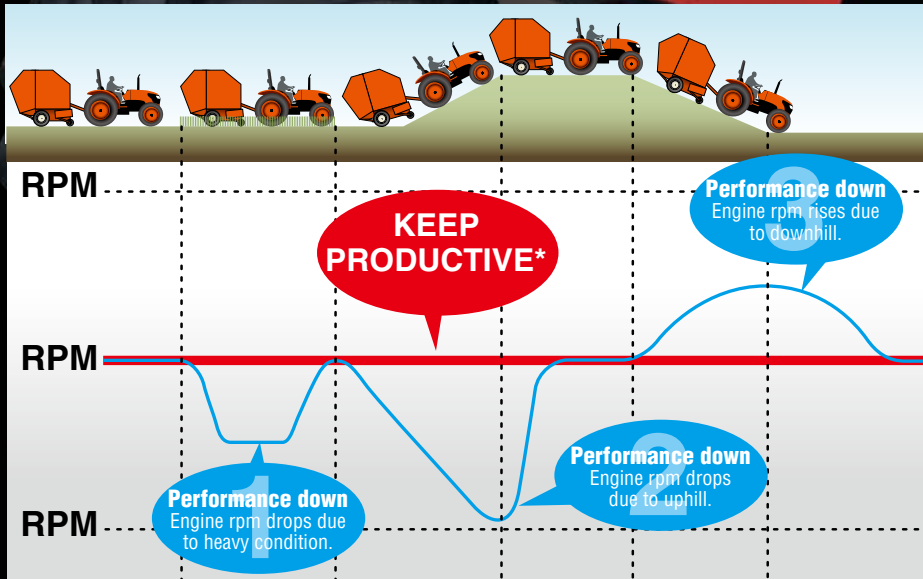 RPM
3
Performance down
Engine rpm rises due
to downhill.
KEEP
PRODUCTIVE*
RPM
2
Performance down
Engine rpm drops
due to uphill.
1
Performance down
Engine rpm drops due
to heavy condition.
RPM